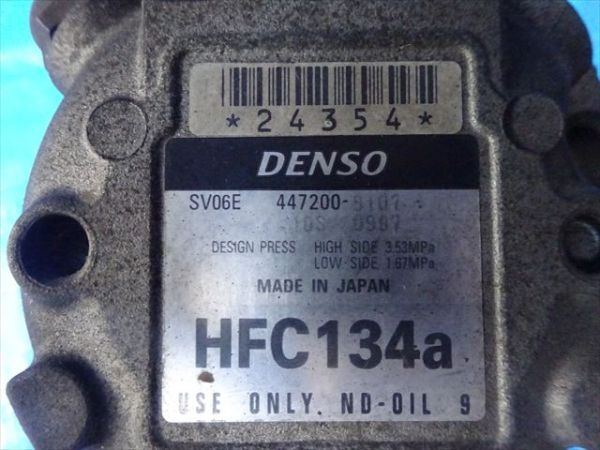 *24354*
DENSO
SV06E 447200-
DESIGN PRESS HIGH SIDE 3.53MPa
LOW SIDE 1.67MPa
MADE IN JAPAN
HFC134a
USE ONLY. ND-OIL 9